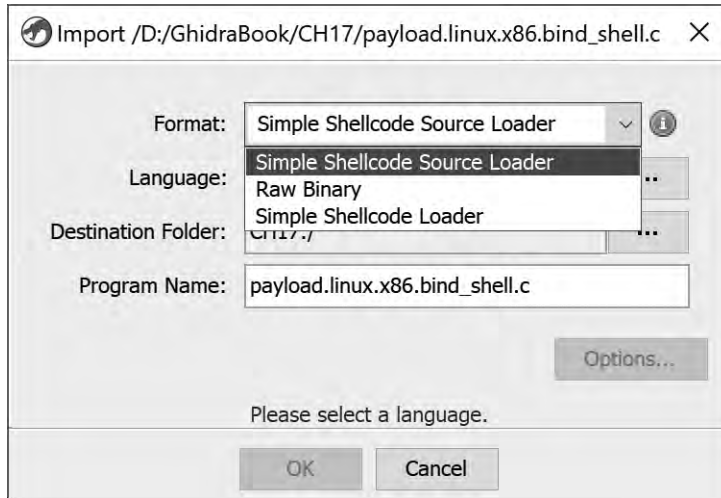 Import /D:/GhidraBook/CH17/payload.linux.x86.bind_shell.c
Format: Simple Shellcode Source Loader
Simple Shellcode Source Loader
Language:
Raw Binary
Simple Shellcode Loader
Destination Folder: CH17:/ ...
Program Name: payload.linux.x86.bind_shell.c
Options...
Please select a language.
OK Cancel